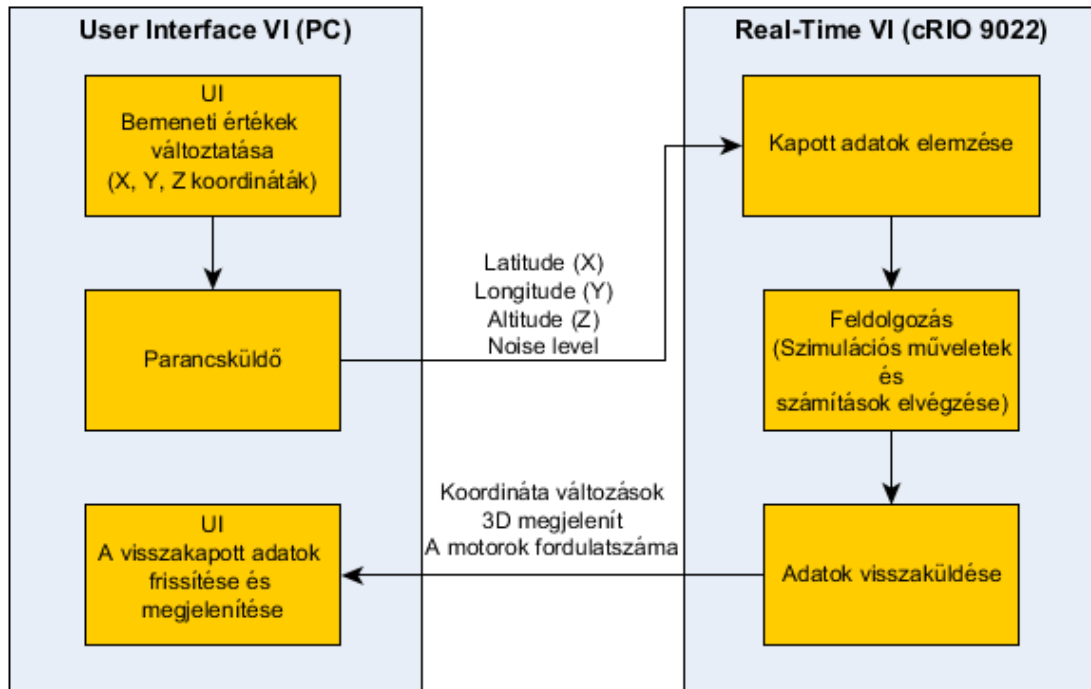 User Interface VI (PC)
UI
Bemeneti értékek
változtatása
(X, Y, Z koordináták)
Parancsküldő
Latitude (X)
Longitude (Y)
Altitude (Z)
Noise level
Real-Time VI (cRIO 9022)
Kapott adatok elemzése
Feldolgozás
(Szimulációs műveletek
és
számítások elvégzése)
Adatok visszaküldése
Koordináta változások
3D megjelenít
A motorok fordulatszáma
UI
A visszakapott adatok
frissítése és
megjelenítése